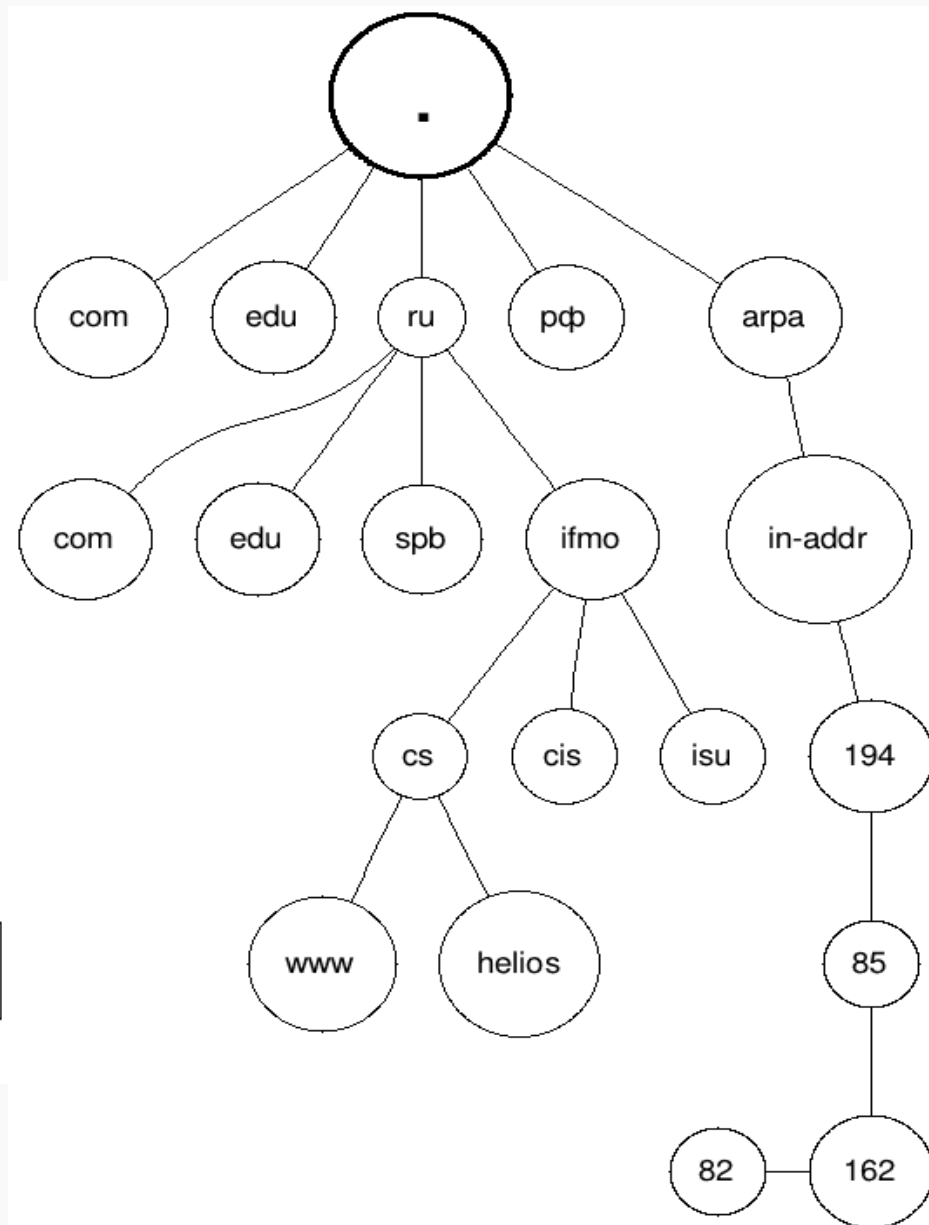 .
com edu ru рф arpa
com edu spb ifmo in-addr
cs cis isu 194
www helios 85
82 162